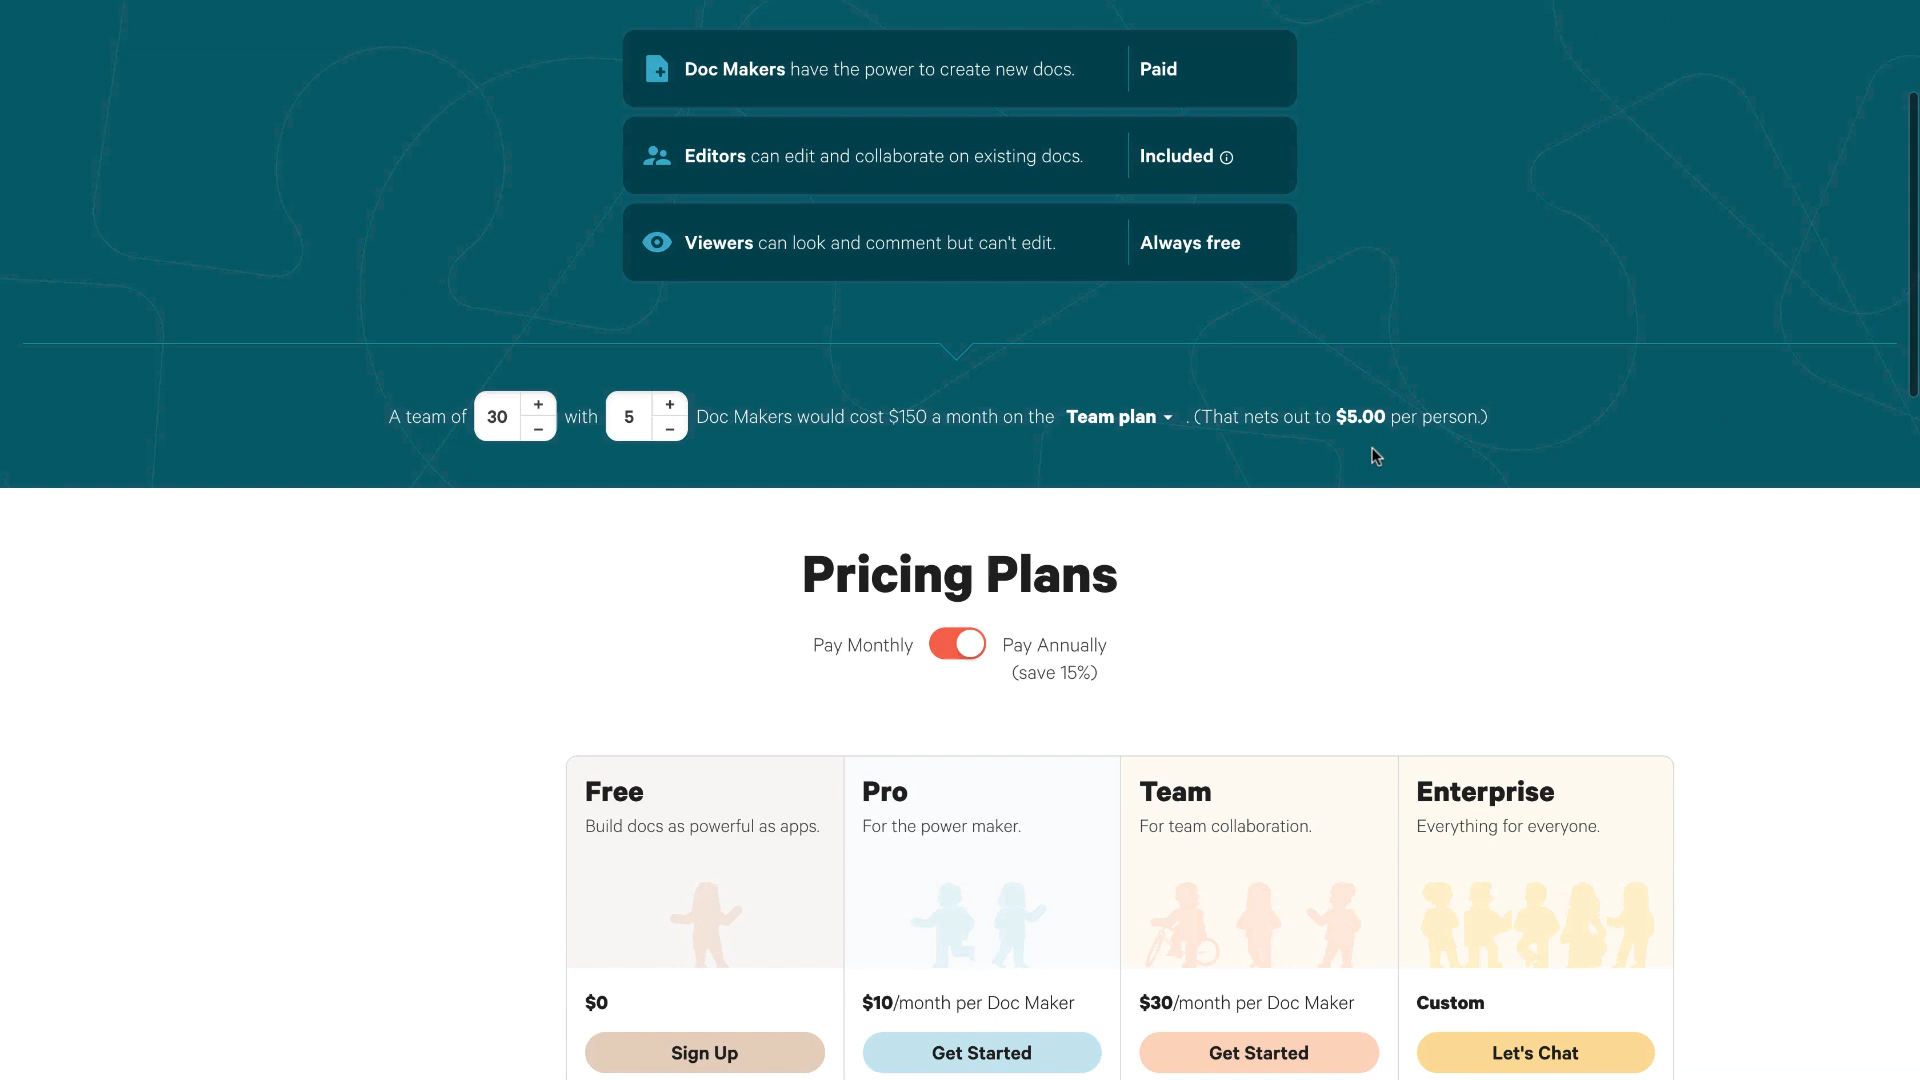 Doc Makers have the power to create new docs. Paid
Editors can edit and collaborate on existing docs. Included
Viewers can look and comment but can't edit. Always free
A team of 30 + − with 5 + − Doc Makers would cost $150 a month on the Team plan . (That nets out to $5.00 per person.)
Pricing Plans
Pay Monthly Pay Annually
(save 15%)
Free Pro Team Enterprise
Build docs as powerful as apps. For the power maker. For team collaboration. Everything for everyone.
$0 $10/month per Doc Maker $30/month per Doc Maker Custom
Sign Up Get Started Get Started Let's Chat